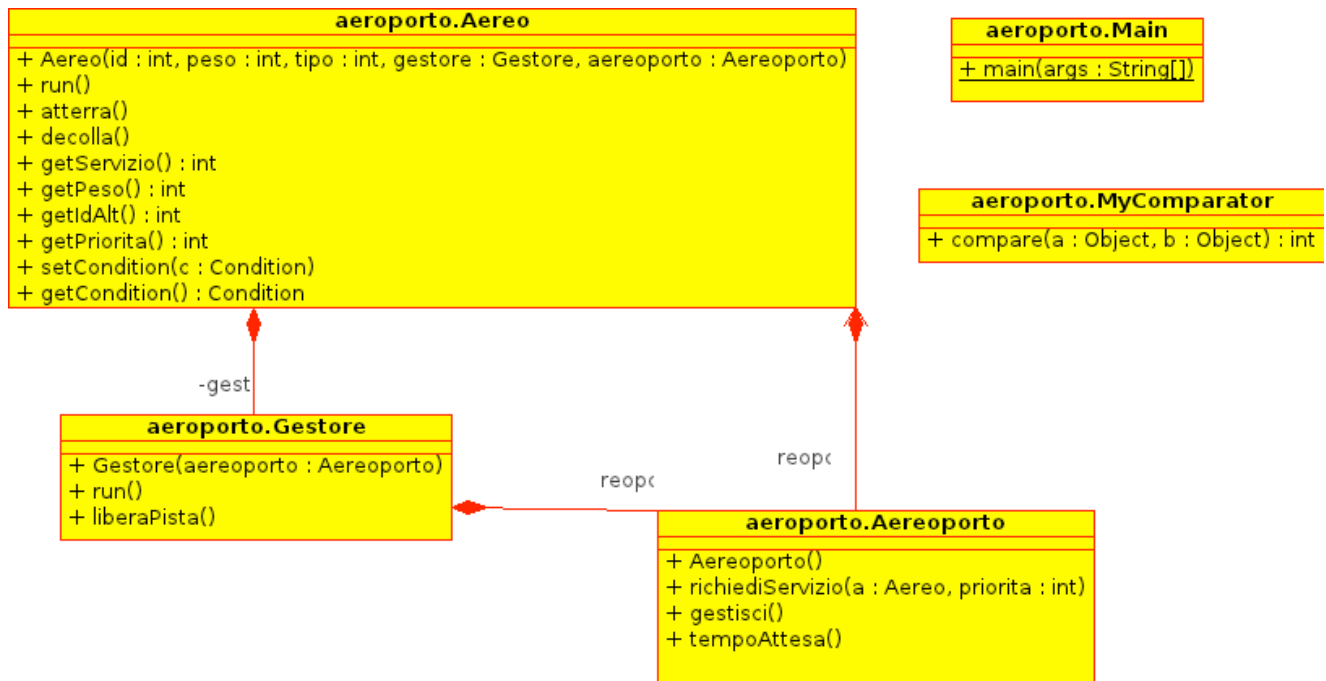 aeroporto.Aereo
+ Aereo(id : int, peso : int, tipo : int, gestore : Gestore, aereoporto : Aereoporto)
+ run()
+ atterra()
+ decolla()
+ getServizio() : int
+ getPeso() : int
+ getIdAlt() : int
+ getPriorita() : int
+ setCondition(c : Condition)
+ getCondition() : Condition
aeroporto.Main
+ main(args : String[])
aeroporto.MyComparator
+ compare(a : Object, b : Object) : int
-gest
aeroporto.Gestore
+ Gestore(aereoporto : Aereoporto)
+ run()
+ liberaPista()
reopo
reopo
aeroporto.Aereoporto
+ Aereoporto()
+ richiediServizio(a : Aereo, priorita : int)
+ gestisci()
+ tempoAttesa()